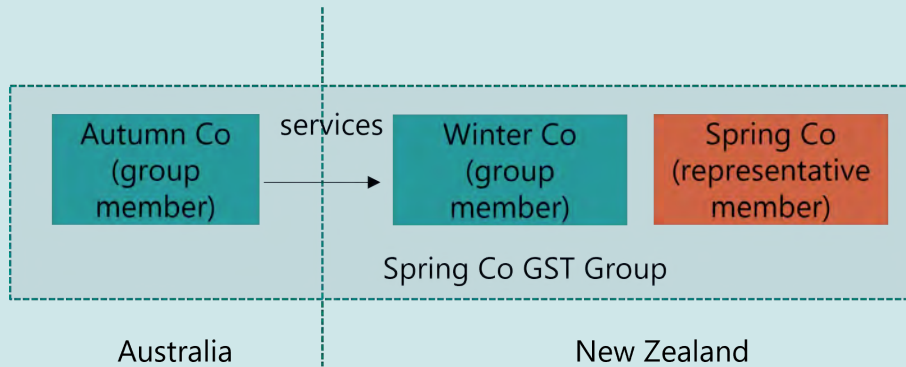 services
Autumn Co
(group
member)
Winter Co
(group
member)
Spring Co
(representative
member)
Spring Co GST Group
Australia
New Zealand